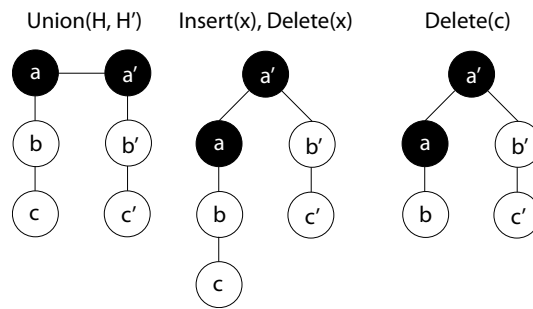 Union(H, H')
Insert(x), Delete(x)
Delete(c)
a
a'
b
b'
c
c'
a'
a
b'
b
c'
c
a'
a
b'
b
c'